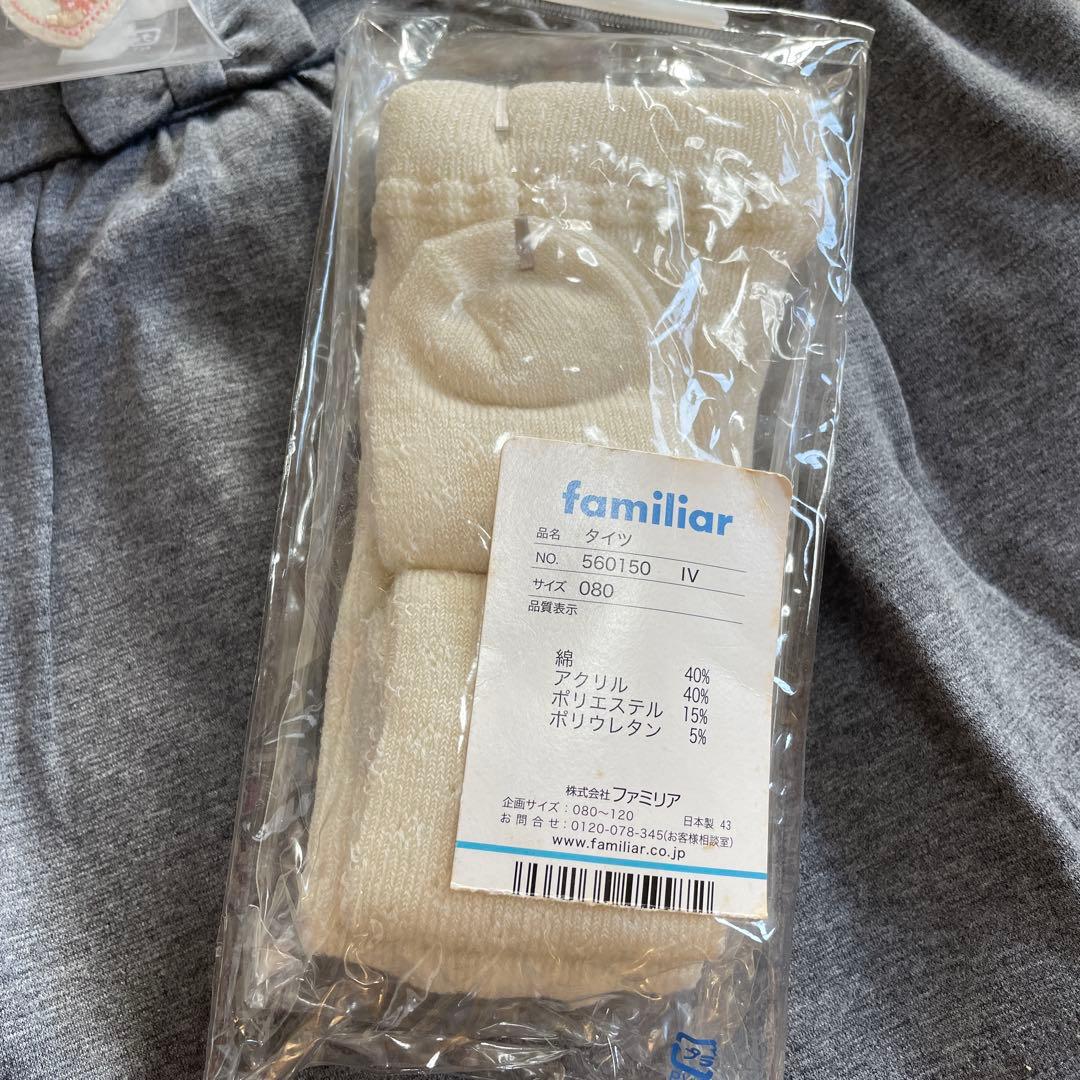 familiar
品名 タイツ
NO. 560150 IV
サイズ 080
品質表示
綿 40%
アクリル 40%
ポリエステル 15%
ポリウレタン 5%
株式会社ファミリア
企画サイズ：080〜120 日本製 43
お問合せ：0120-078-345(お客様相談室)
www.familiar.co.jp
プラ